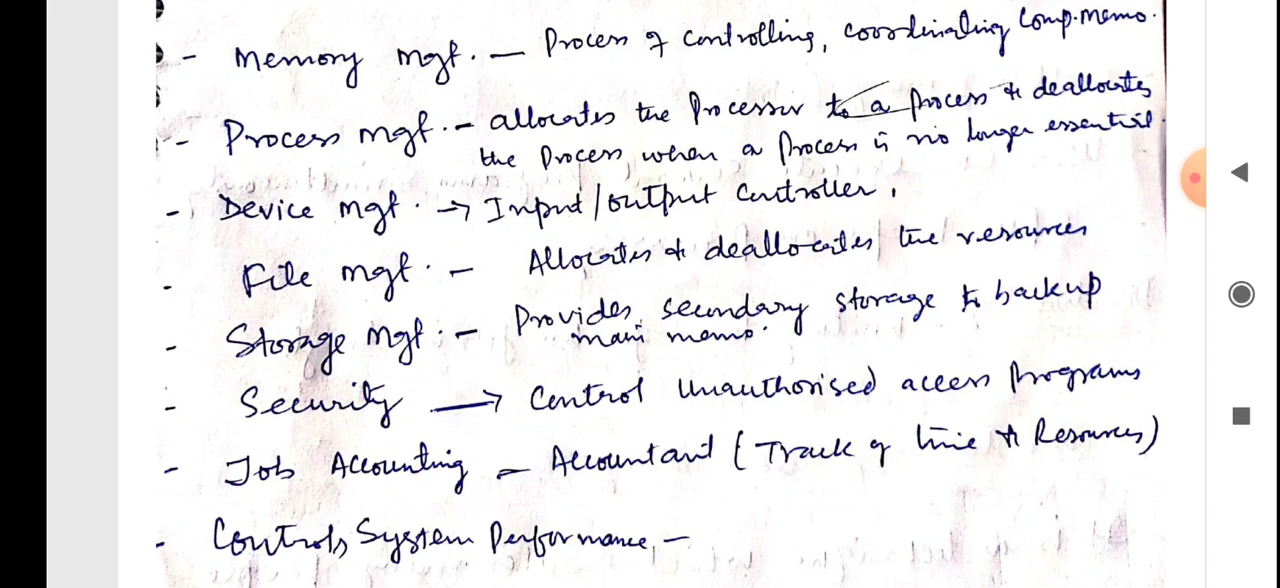 - Memory Mgt. — Process of controlling, coordinating Comp. memo.
- Process Mgt. - allocates the Processor to a process & deallocates
the process, when a process is no longer essential.
- Device Mgt. → Input/output Controller.
- File Mgt. - Allocates & deallocates the resources
- Storage Mgt. - Provides secondary storage to backup
main memo.
- Security → Control Unauthorised access programs
- Job Accounting - Accountant (Track of time & Resources)
- Controls System Performance, -